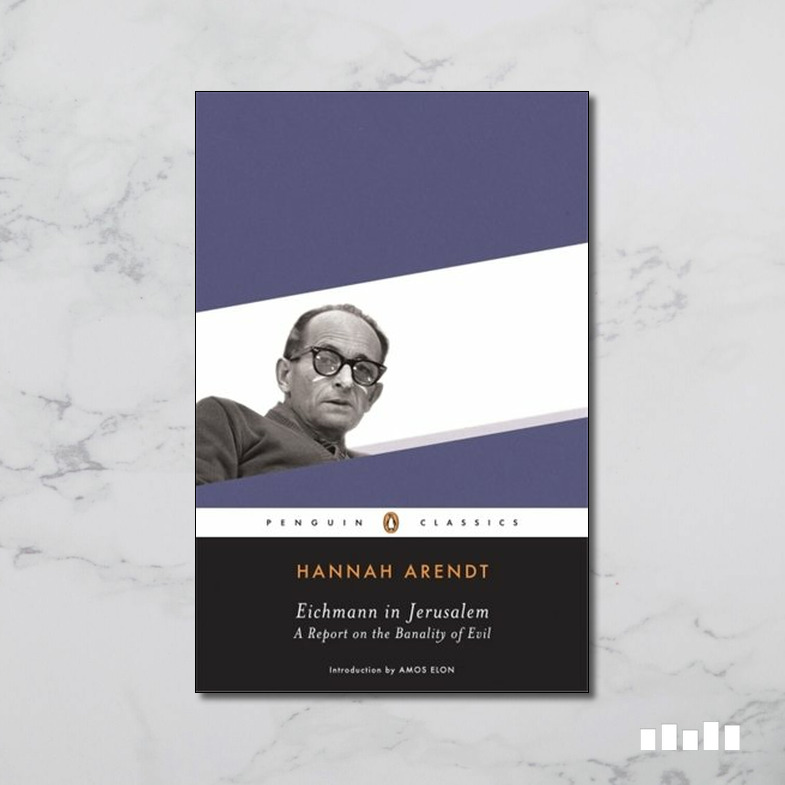 PENGUIN CLASSICS
HANNAH ARENDT
Eichmann in Jerusalem
A Report on the Banality of Evil
Introduction by AMOS ELON